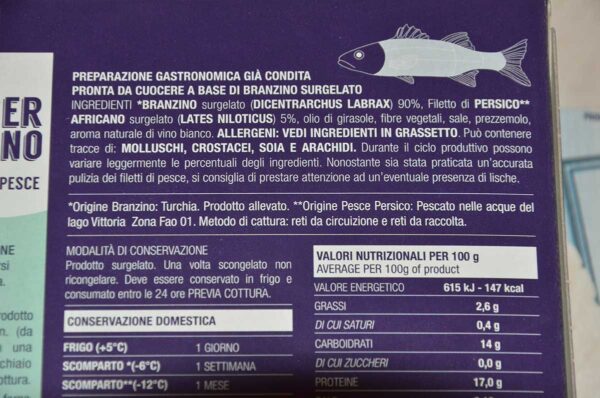 PREPARAZIONE GASTRONOMICA GIÀ CONDITA
PRONTA DA CUOCERE A BASE DI BRANZINO SURGELATO
INGREDIENTI *BRANZINO surgelato (DICENTRARCHUS LABRAX) 90%, Filetto di PERSICO**
AFRICANO surgelato (LATES NILOTICUS) 5%, olio di girasole, fibre vegetali, sale, prezzemolo,
aroma naturale di vino bianco. ALLERGENI: VEDI INGREDIENTI IN GRASSETTO. Può contenere
tracce di: MOLLUSCHI, CROSTACEI, SOIA E ARACHIDI. Durante il ciclo produttivo possono
variare leggermente le percentuali degli ingredienti. Nonostante sia stata praticata un'accurata
pulizia dei filetti di pesce, si consiglia di prestare attenzione ad un'eventuale presenza di lische.
*Origine Branzino: Turchia. Prodotto allevato. **Origine Pesce Persico: Pescato nelle acque del
lago Vittoria Zona Fao 01. Metodo di cattura: reti da circuizione e reti da raccolta.
MODALITÀ DI CONSERVAZIONE
Prodotto surgelato. Una volta scongelato non
ricongelare. Deve essere conservato in frigo e
consumato entro le 24 ore PREVIA COTTURA.
CONSERVAZIONE DOMESTICA
FRIGO (+5°C) 1 GIORNO
SCOMPARTO *(-6°C) 1 SETTIMANA
SCOMPARTO**(-12°C) 1 MESE
VALORI NUTRIZIONALI PER 100 g
AVERAGE PER 100g of product
VALORE ENERGETICO 615 kJ - 147 kcal
GRASSI 2,6 g
DI CUI SATURI 0,4 g
CARBOIDRATI 14 g
DI CUI ZUCCHERI 0,0 g
PROTEINE 17,0 g
ER
NO
PESCE
NE
rsi
a.
rodotto
n. (da
una
chiaio
ottura.